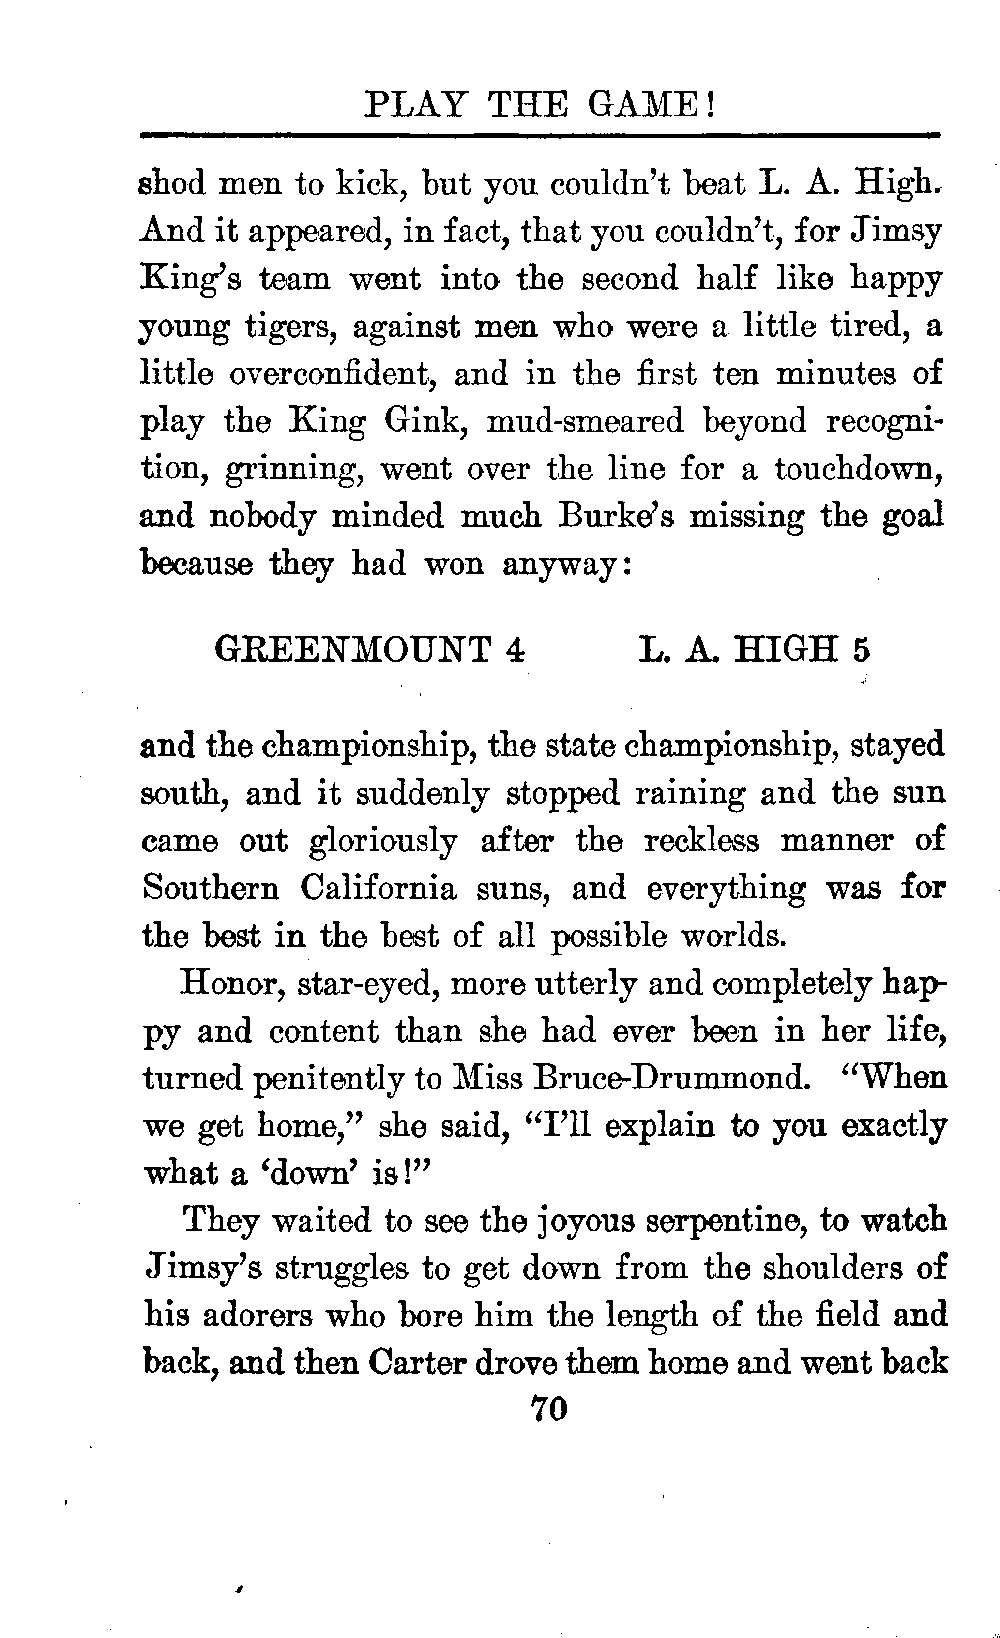 PLAY THE GAME!
shod men to kick, but you couldn't beat L. A. High.
And it appeared, in fact, that you couldn't, for Jimsy
King's team went into the second half like happy
young tigers, against men who were a little tired, a
little overconfident, and in the first ten minutes of
play the King Gink, mud-smeared beyond recogni-
tion, grinning, went over the line for a touchdown,
and nobody minded much Burke's missing the goal
because they had won anyway:
GREENMOUNT 4 L. A. HIGH 5
and the championship, the state championship, stayed
south, and it suddenly stopped raining and the sun
came out gloriously after the reckless manner of
Southern California suns, and everything was for
the best in the best of all possible worlds.
Honor, star-eyed, more utterly and completely hap-
py and content than she had ever been in her life,
turned penitently to Miss Bruce-Drummond. "When
we get home," she said, "I'll explain to you exactly
what a 'down' is!"
They waited to see the joyous serpentine, to watch
Jimsy's struggles to get down from the shoulders of
his adorers who bore him the length of the field and
back, and then Carter drove them home and went back
70